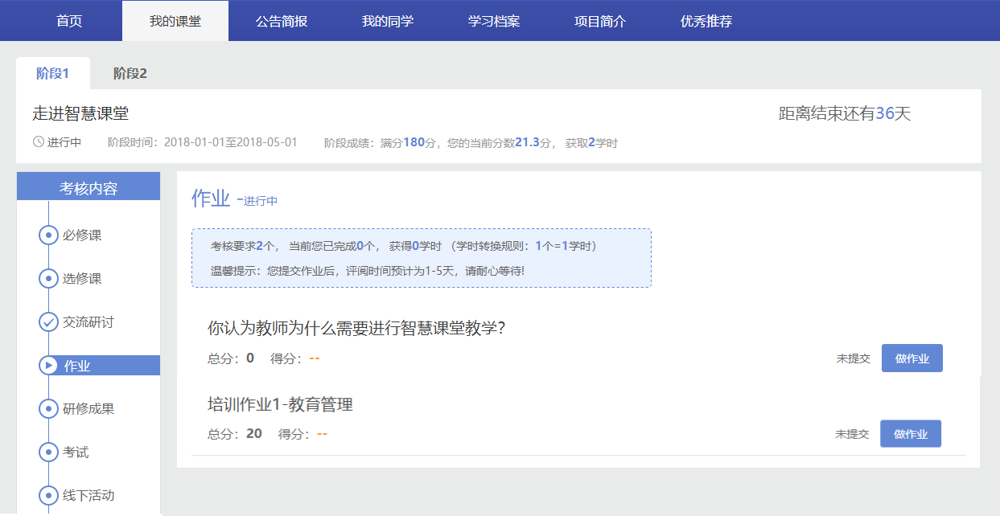 首页 我的课堂 公告简报 我的同学 学习档案 项目简介 优秀推荐
阶段1 阶段2
走进智慧课堂
距离结束还有36天
进行中 阶段时间：2018-01-01至2018-05-01 阶段成绩：满分180分，您的当前分数21.3分， 获取2学时
考核内容
必修课
选修课
交流研讨
作业
研修成果
考试
线下活动
作业 -进行中
考核要求2个， 当前您已完成0个， 获得0学时 （学时转换规则：1个=1学时）
温馨提示：您提交作业后，评阅时间预计为1-5天，请耐心等待!
你认为教师为什么需要进行智慧课堂教学?
总分：0 得分：-- 未提交 做作业
培训作业1-教育管理
总分：20 得分：-- 未提交 做作业